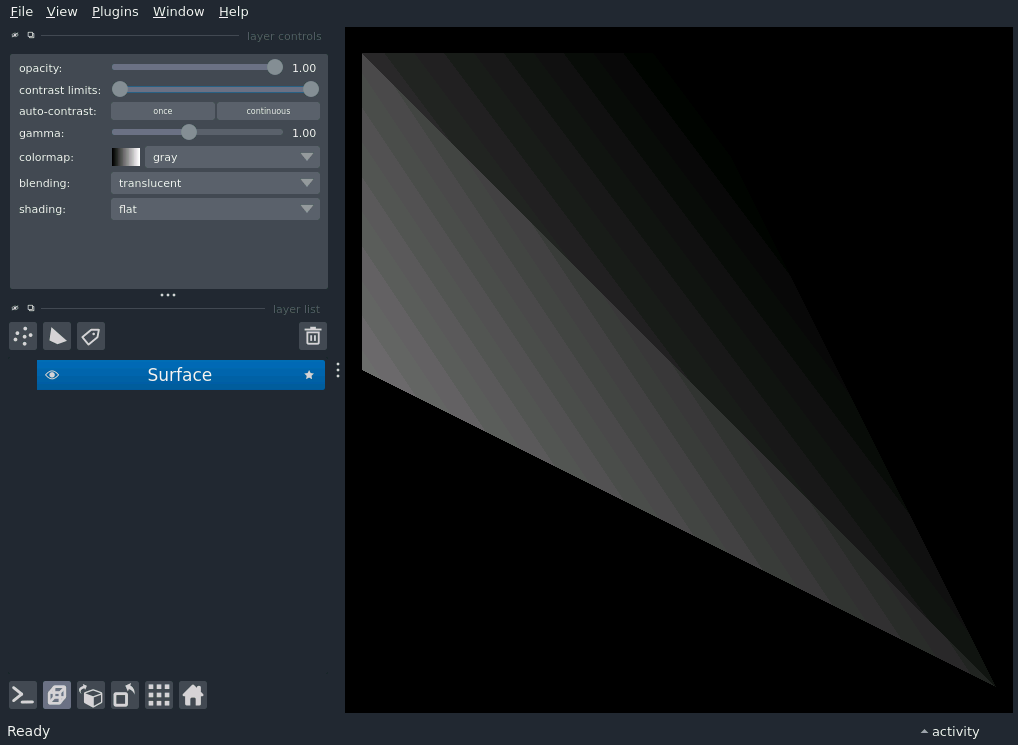 File View Plugins Window Help
layer controls
opacity: 1.00
contrast limits:
auto-contrast: once continuous
gamma: 1.00
colormap: gray
blending: translucent
shading: flat
layer list
Surface
Ready
activity